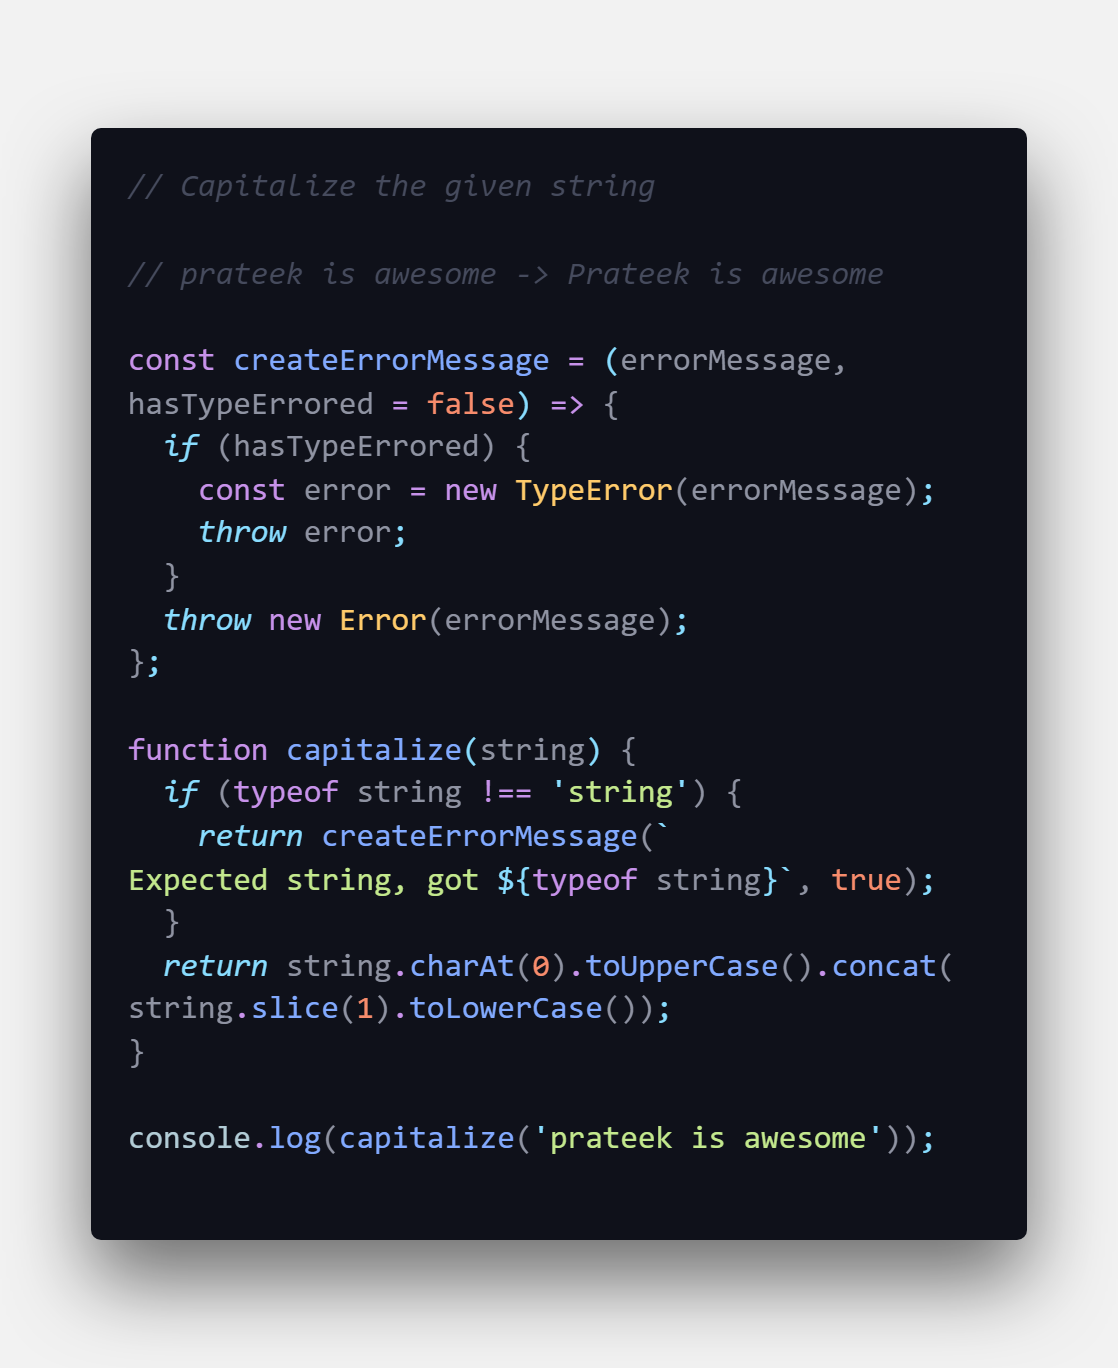 // Capitalize the given string
// prateek is awesome -> Prateek is awesome
const createErrorMessage = (errorMessage,
hasTypeErrored = false) => {
  if (hasTypeErrored) {
    const error = new TypeError(errorMessage);
    throw error;
  }
  throw new Error(errorMessage);
};
function capitalize(string) {
  if (typeof string !== 'string') {
    return createErrorMessage(`
Expected string, got ${typeof string}`, true);
  }
  return string.charAt(0).toUpperCase().concat(
string.slice(1).toLowerCase());
}
console.log(capitalize('prateek is awesome'));